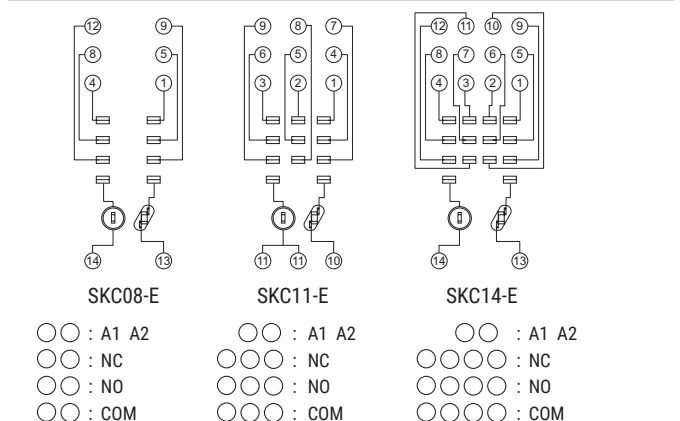 12 9 9 8 7 12 11 10 9
8 5 6 5 4 8 7 6 5
4 1 3 2 1 4 3 2 1
14 13 11 11 10 14 13
SKC08-E SKC11-E SKC14-E
: A1 A2 : A1 A2 : A1 A2
: NC : NC : NC
: NO : NO : NO
: COM : COM : COM